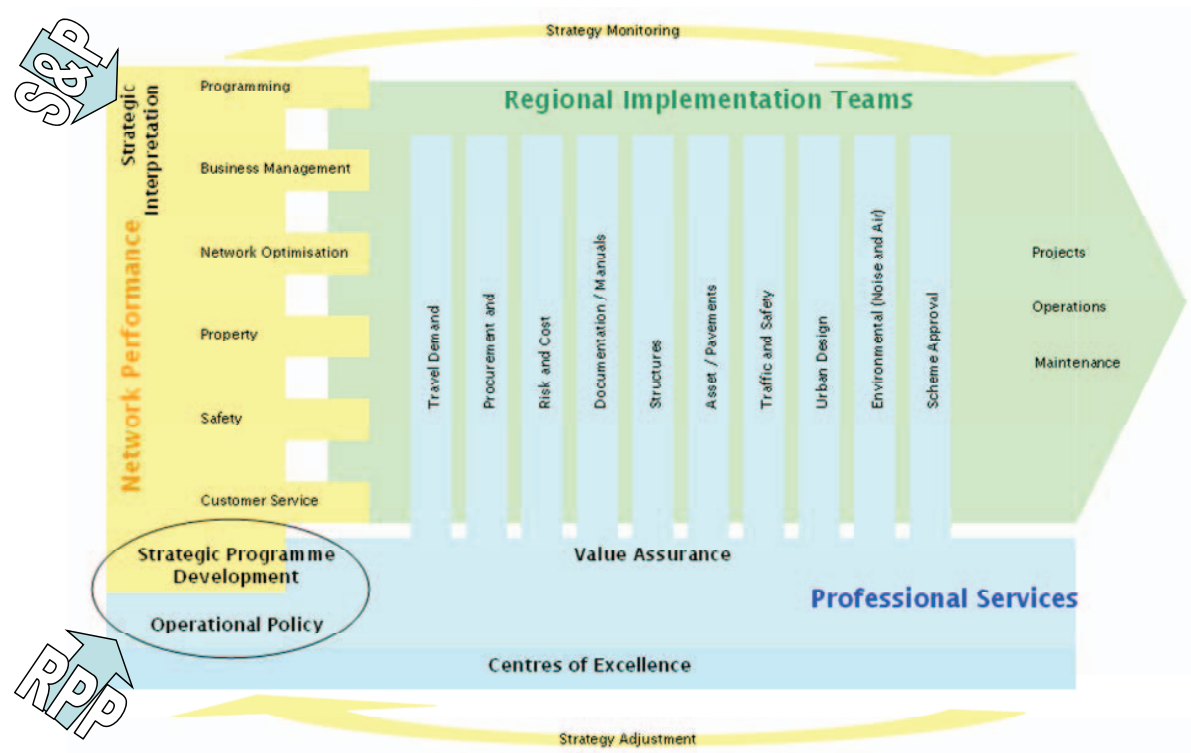 Strategy Monitoring
S&P
Strategic
Interpretation
Network Performance
Programming
Business Management
Network Optimisation
Property
Safety
Customer Service
Regional Implementation Teams
Travel Demand
Procurement and
Risk and Cost
Documentation / Manuals
Structures
Asset / Pavements
Traffic and Safety
Urban Design
Environmental (Noise and Air)
Scheme Approval
Projects
Operations
Maintenance
Strategic Programme
Development
Operational Policy
Value Assurance
Professional Services
Centres of Excellence
RPP
Strategy Adjustment